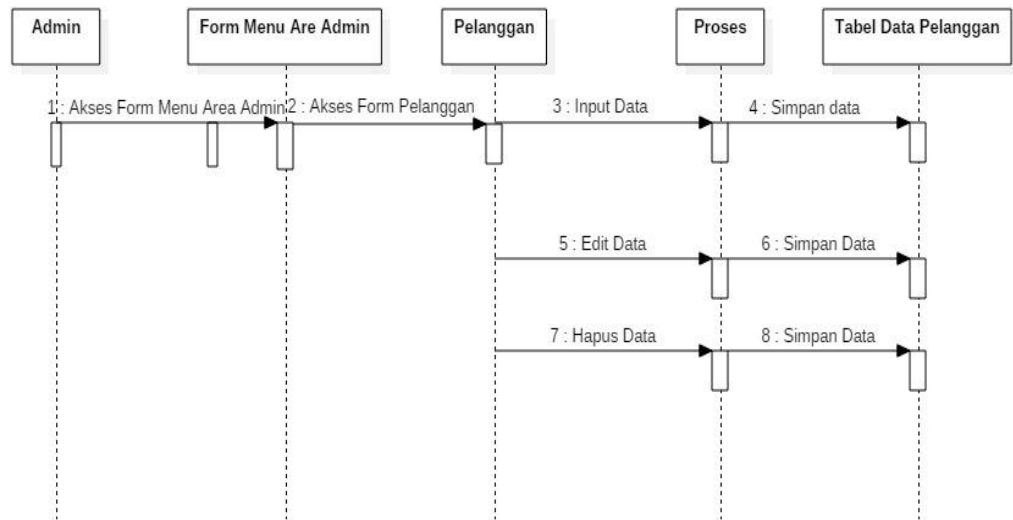 Admin
Form Menu Are Admin
Pelanggan
Proses
Tabel Data Pelanggan
1 : Akses Form Menu Area Admin
2 : Akses Form Pelanggan
3 : Input Data
4 : Simpan data
5 : Edit Data
6 : Simpan Data
7 : Hapus Data
8 : Simpan Data